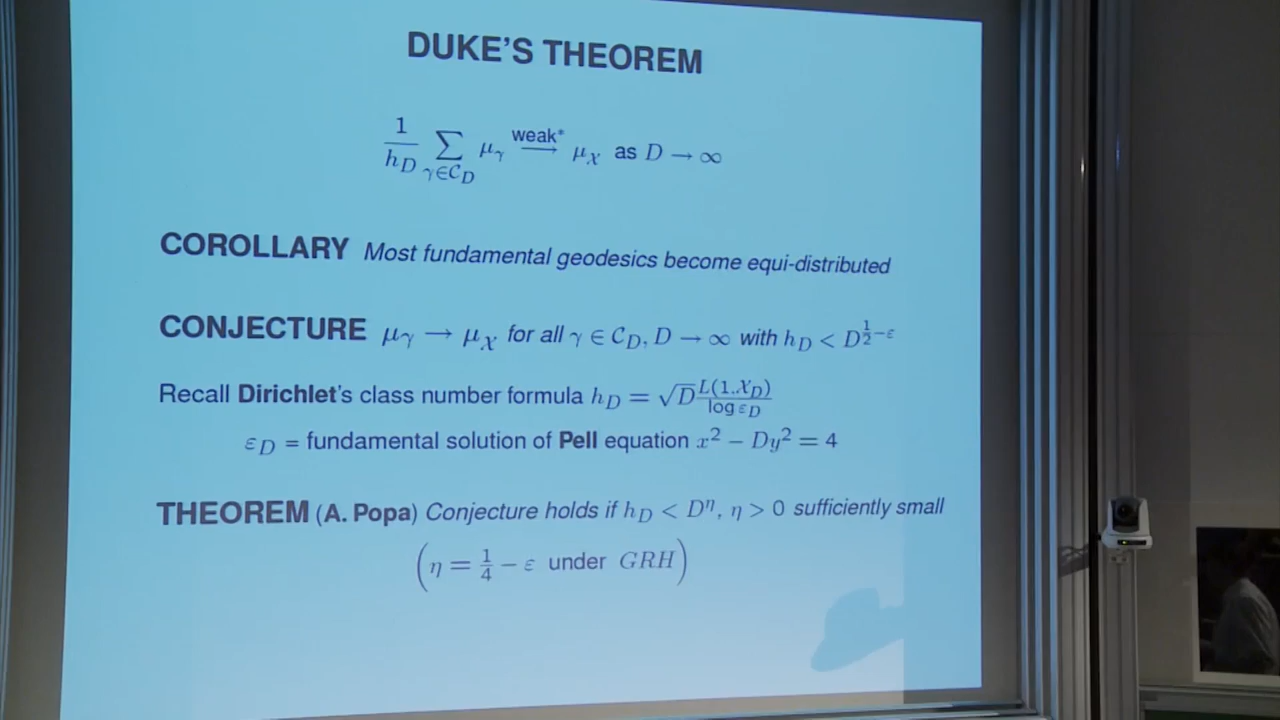 DUKE'S THEOREM
1/h_D ∑_{γ∈C_D} μ_γ —weak*→ μ_χ as D → ∞
COROLLARY Most fundamental geodesics become equi-distributed
CONJECTURE μ_γ → μ_χ for all γ ∈ C_D, D → ∞ with h_D < D^{1/2−ε}
Recall Dirichlet's class number formula h_D = √D L(1.χ_D)/log ε_D
ε_D = fundamental solution of Pell equation x² − Dy² = 4
THEOREM (A. Popa) Conjecture holds if h_D < D^η, η > 0 sufficiently small
(η = 1/4 − ε under GRH)